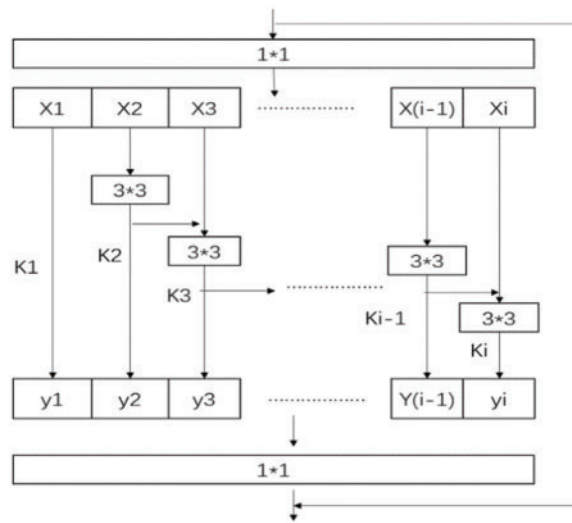 1*1
X1 X2 X3 ................ X(i-1) Xi
3*3
K1 K2 3*3 3*3
K3 .................... Ki-1 3*3
Ki
y1 y2 y3 ................ Y(i-1) yi
1*1